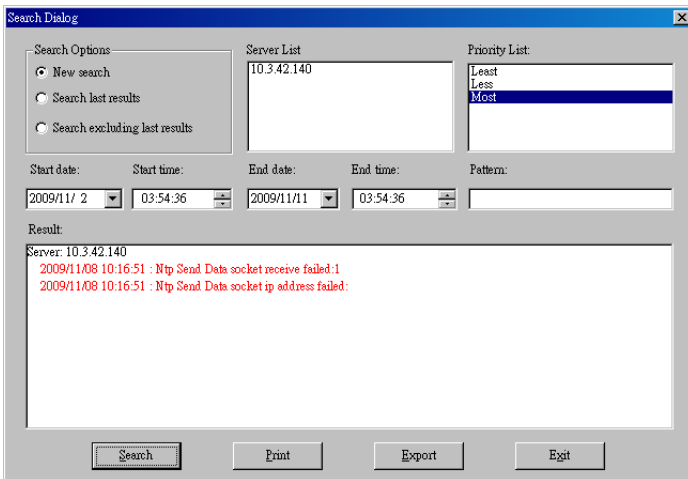 Search Dialog
Search Options
New search
Search last results
Search excluding last results
Server List
10.3.42.140
Priority List:
Least
Less
Most
Start date:
Start time:
End date:
End time:
Pattern:
2009/11/ 2
03:54:36
2009/11/11
03:54:36
Result:
Server: 10.3.42.140
2009/11/08 10:16:51 : Ntp Send Data socket receive failed:1
2009/11/08 10:16:51 : Ntp Send Data socket ip address failed:
Search
Print
Export
Exit